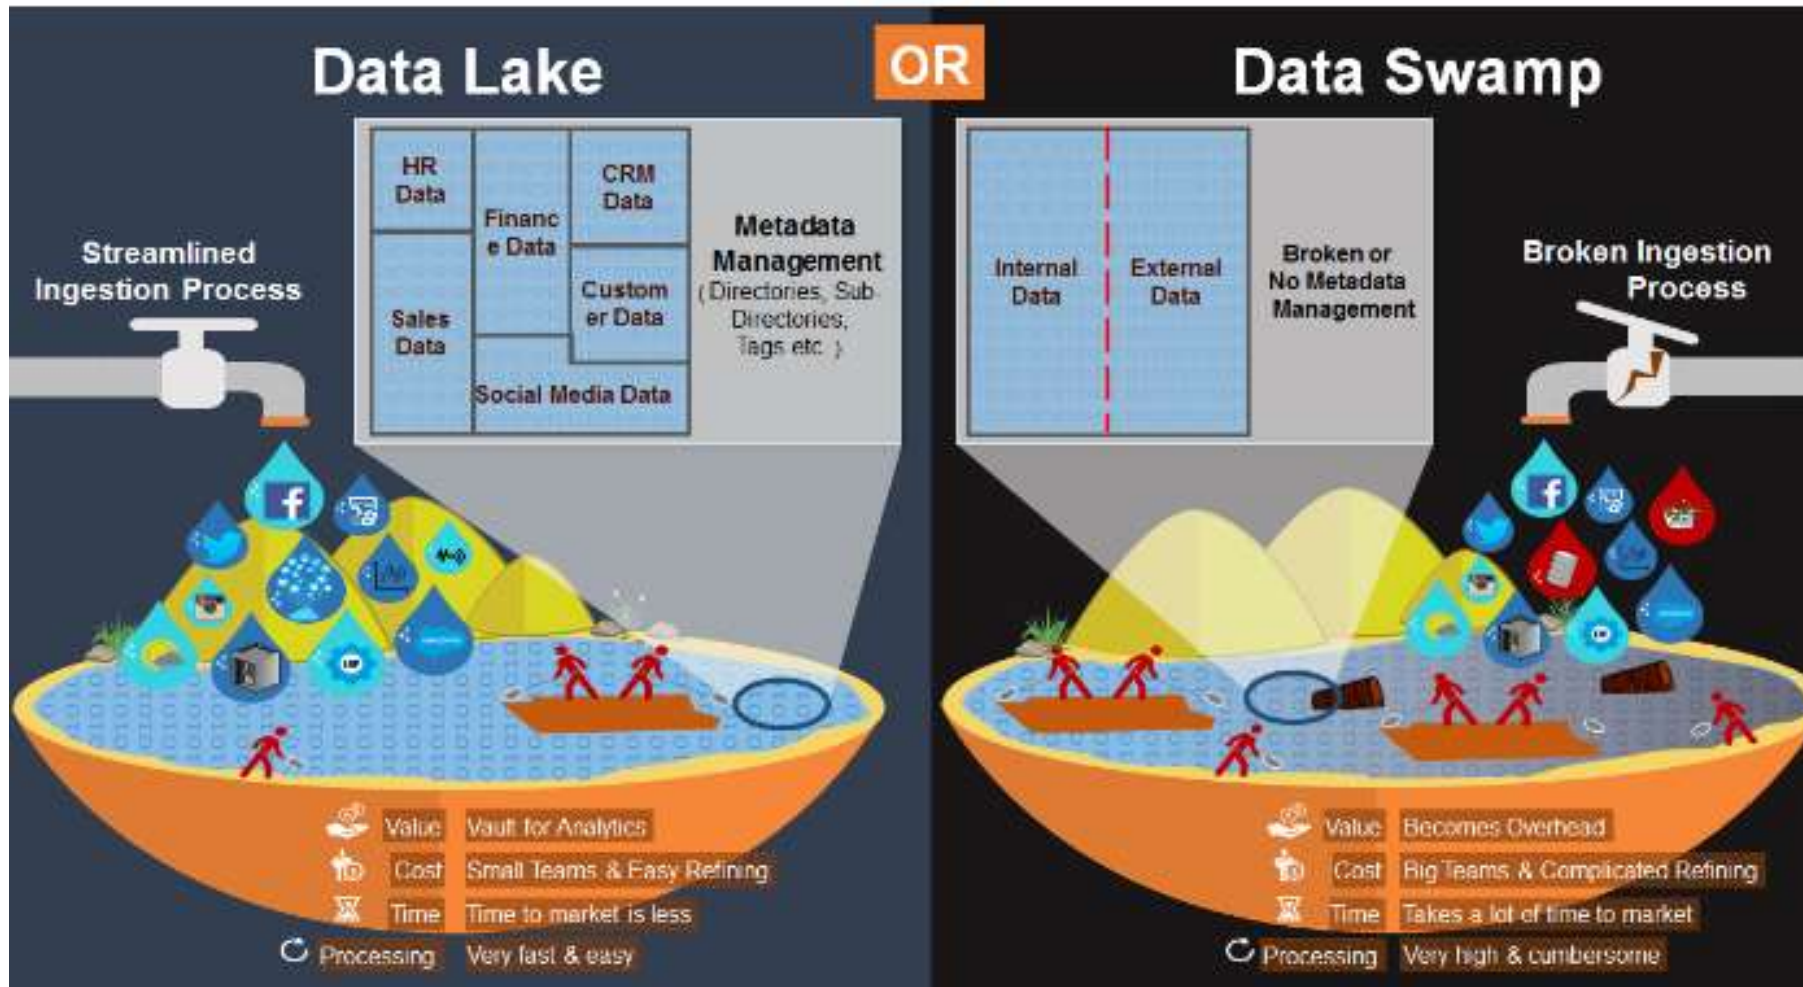 Data Lake
OR
Data Swamp
Streamlined
Ingestion Process
HR
Data
Financ
e Data
CRM
Data
Sales
Data
Custom
er Data
Social Media Data
Metadata
Management
( Directories, Sub-
Directories,
Tags etc. )
Internal
Data
External
Data
Broken or
No Metadata
Management
Broken Ingestion
Process
f
f
Value Vault for Analytics
Cost Small Teams & Easy Refining
Time Time to market is less
Processing Very fast & easy
Value Becomes Overhead
Cost Big Teams & Complicated Refining
Time Takes a lot of time to market
Processing Very high & cumbersome